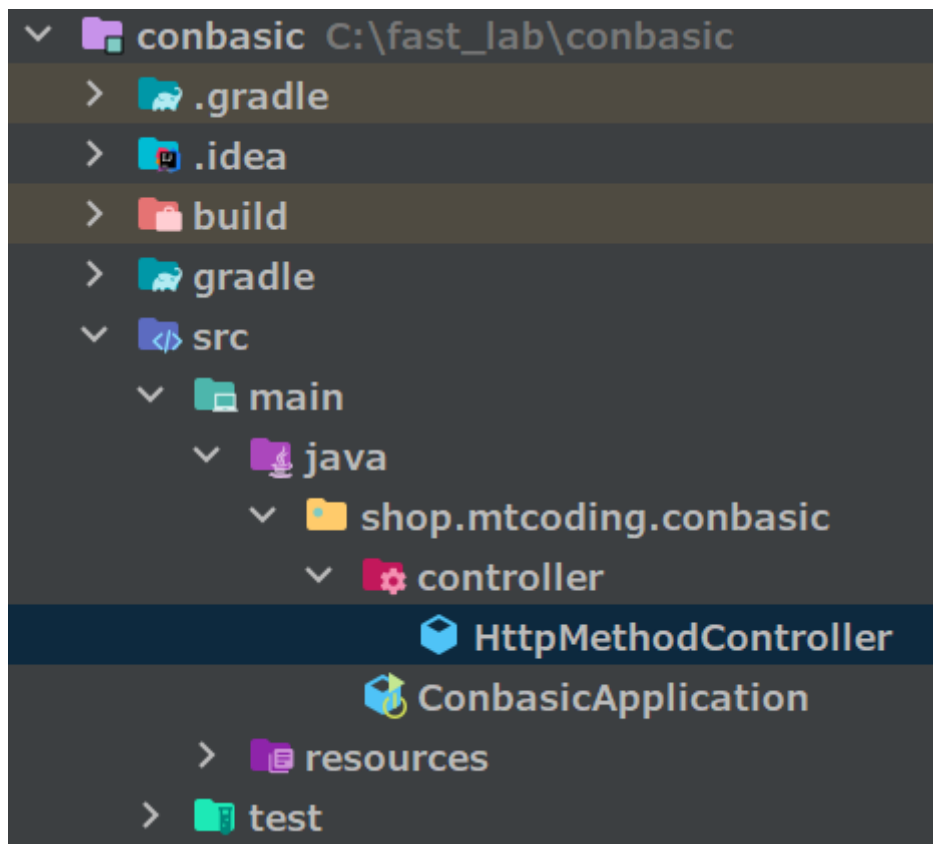 conbasic C:\fast_lab\conbasic
.gradle
.idea
build
gradle
src
main
java
shop.mtcoding.conbasic
controller
HttpMethodController
ConbasicApplication
resources
test